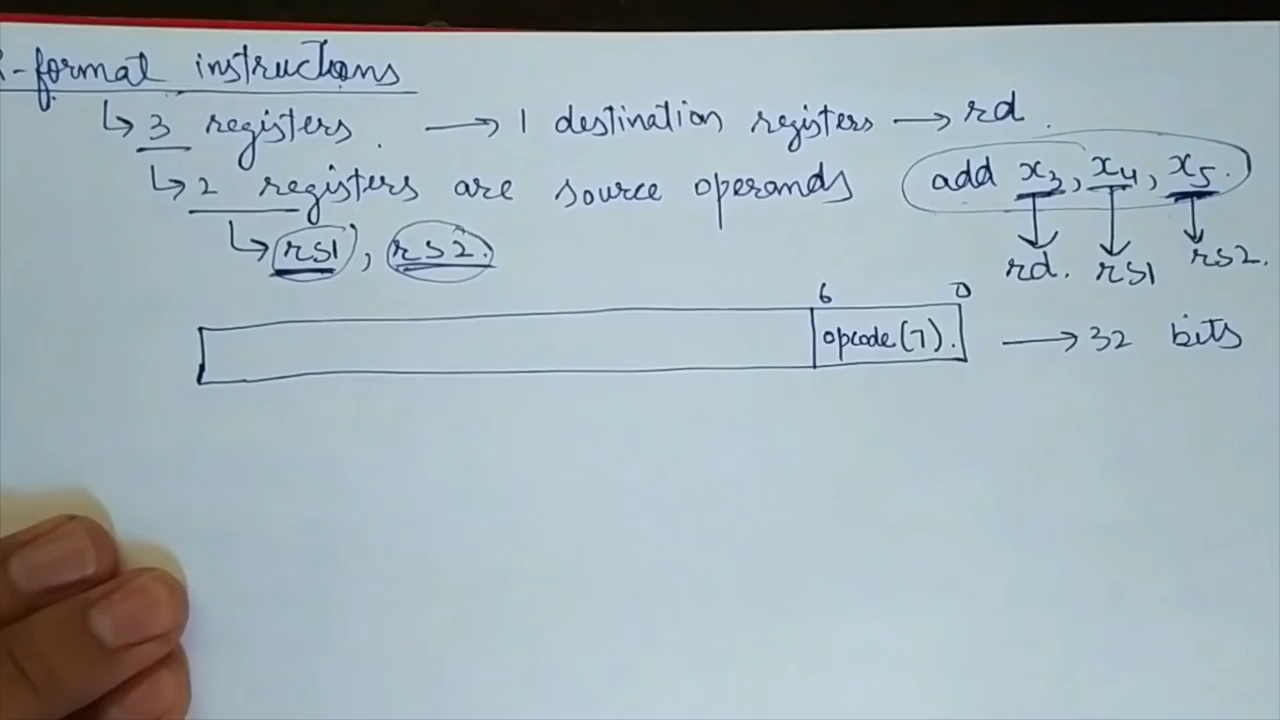 -format instructions
↳ 3 registers. → 1 destination registers → rd.
↳ 2 registers are source operands
add x3, x4, x5.
↳ rs1, rs2.
rd. rs1 rs2.
6 0
opcode(7). → 32 bits